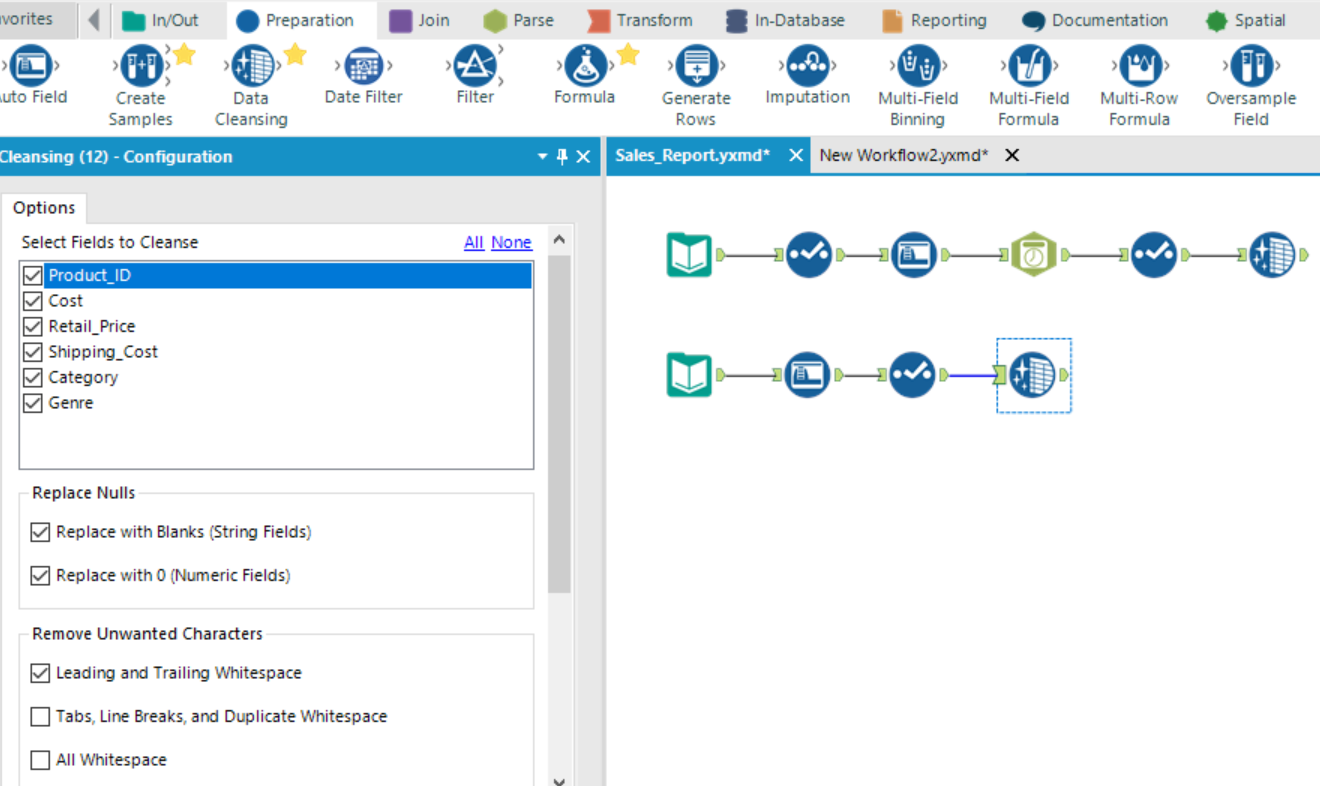 vorites In/Out Preparation Join Parse Transform In-Database Reporting Documentation Spatial
uto Field Create Samples Data Cleansing Date Filter Filter Formula Generate Rows Imputation Multi-Field Binning Multi-Field Formula Multi-Row Formula Oversample Field
Cleansing (12) - Configuration
Sales_Report.yxmd* New Workflow2.yxmd*
Options
Select Fields to Cleanse All None
Product_ID
Cost
Retail_Price
Shipping_Cost
Category
Genre
Replace Nulls
Replace with Blanks (String Fields)
Replace with 0 (Numeric Fields)
Remove Unwanted Characters
Leading and Trailing Whitespace
Tabs, Line Breaks, and Duplicate Whitespace
All Whitespace